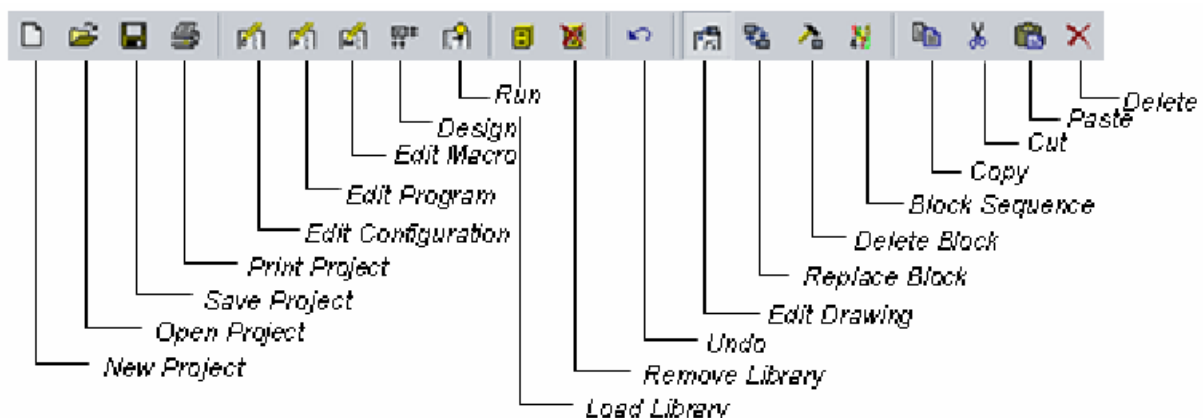 Run
Delete
Paste
Design
Cut
Edit Macro
Copy
Edit Program
Block Sequence
Edit Configuration
Delete Block
Print Project
Replace Block
Save Project
Edit Drawing
Open Project
Undo
New Project
Remove Library
Load Library